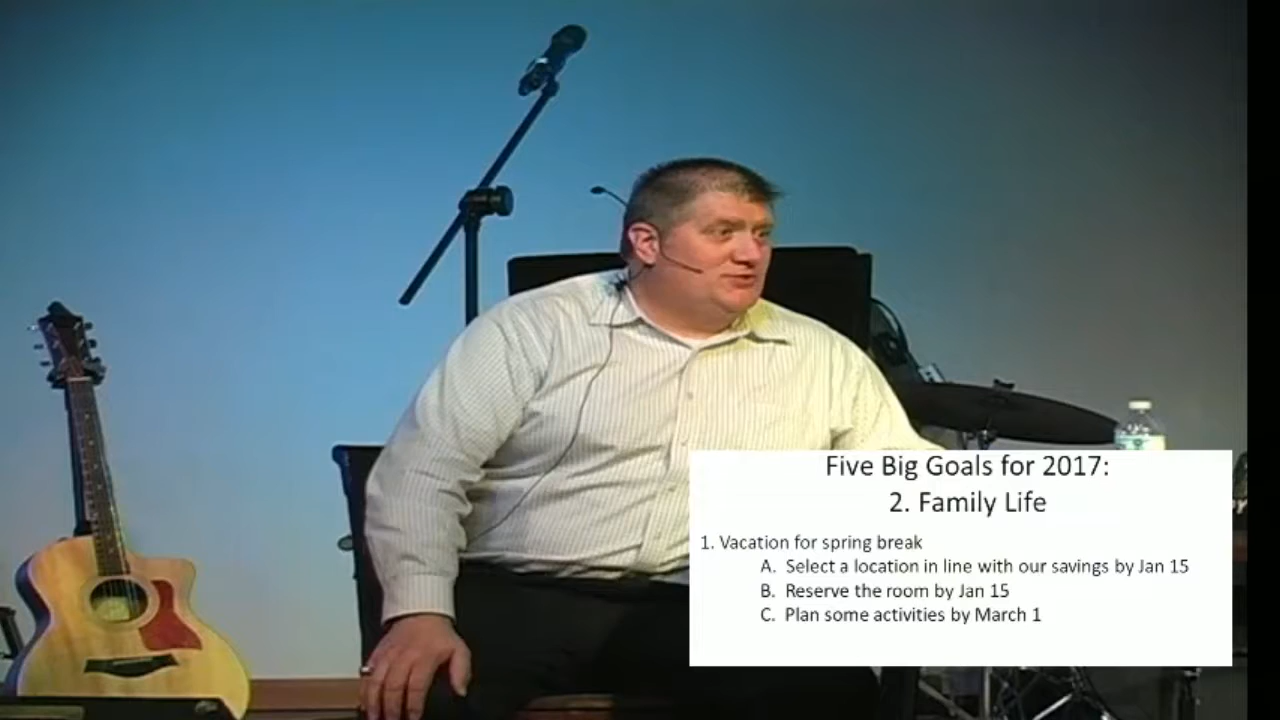 Five Big Goals for 2017:
2. Family Life
1. Vacation for spring break
A. Select a location in line with our savings by Jan 15
B. Reserve the room by Jan 15
C. Plan some activities by March 1